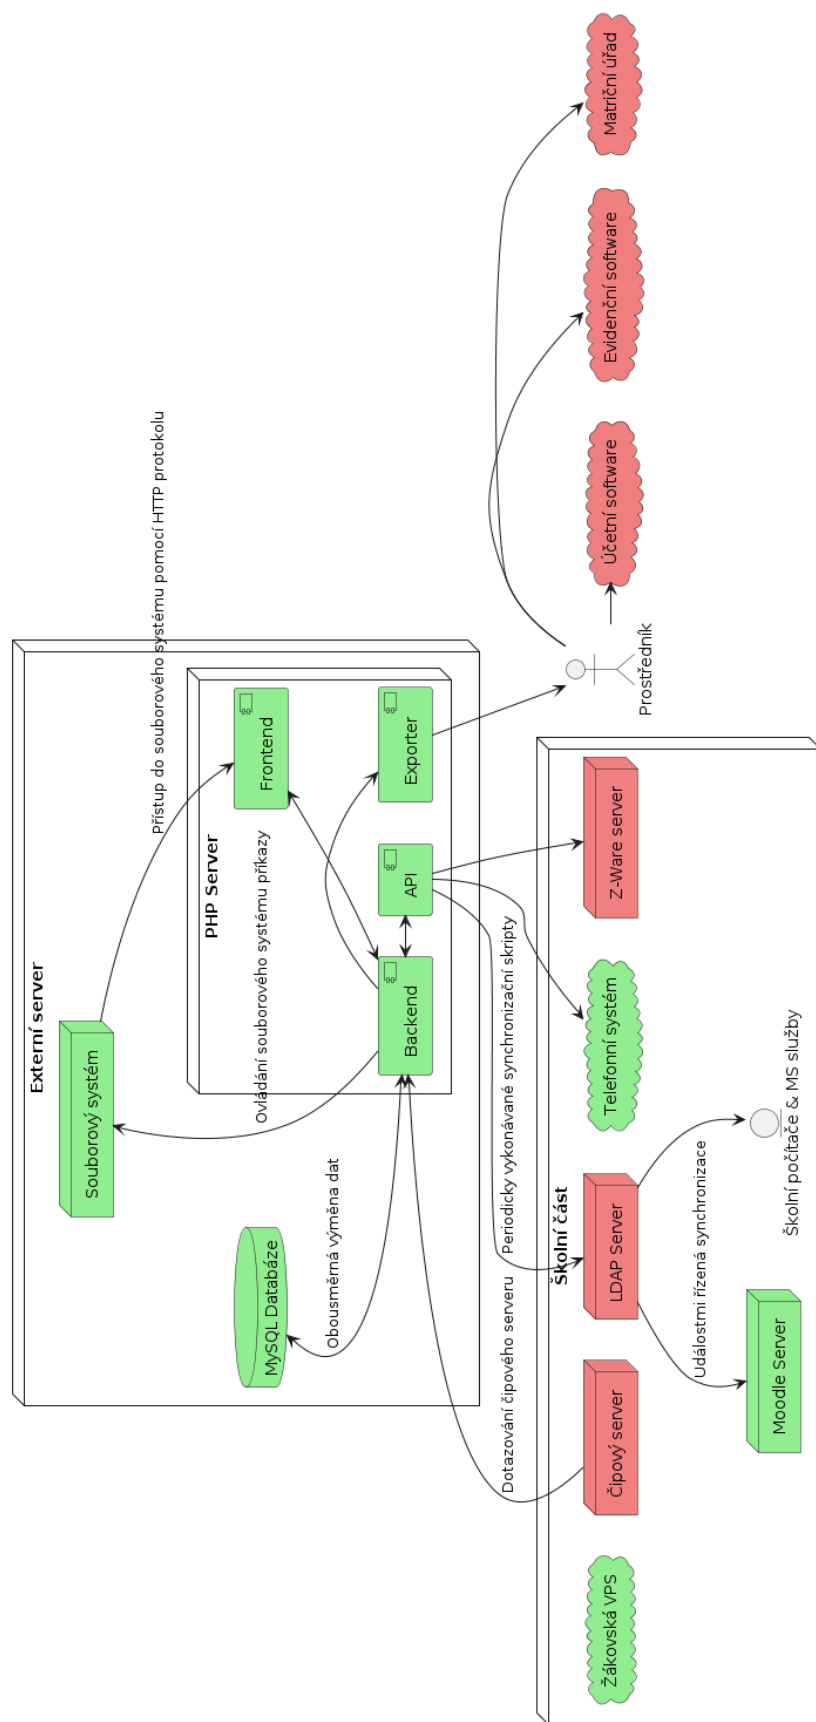 Externí server
Souborový systém
MySQL Databáze
Přístup do souborového systému pomocí HTTP protokolu
PHP Server
Frontend
Ovládání souborového systému příkazy
Obousměrná výměna dat
Backend
API
Exporter
Dotazování čipového serveru
Periodicky vykonávané synchronizační skripty
Školní část
Žákovská VPS
Čipový server
LDAP Server
Telefonní systém
Z-Ware server
Prostředník
Účetní software
Evidenční software
Matriční úřad
Událostmi řízená synchronizace
Moodle Server
Školní počítače & MS služby